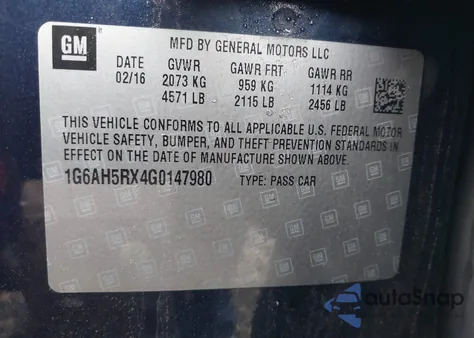 GM
MFD BY GENERAL MOTORS LLC
DATE GVWR GAWR FRT GAWR RR
02/16 2073 KG 959 KG 1114 KG
4571 LB 2115 LB 2456 LB
THIS VEHICLE CONFORMS TO ALL APPLICABLE U.S. FEDERAL MOTOR
VEHICLE SAFETY, BUMPER, AND THEFT PREVENTION STANDARDS IN
EFFECT ON THE DATE OF MANUFACTURE SHOWN ABOVE.
1G6AH5RX4G0147980 TYPE: PASS CAR
autoSnap